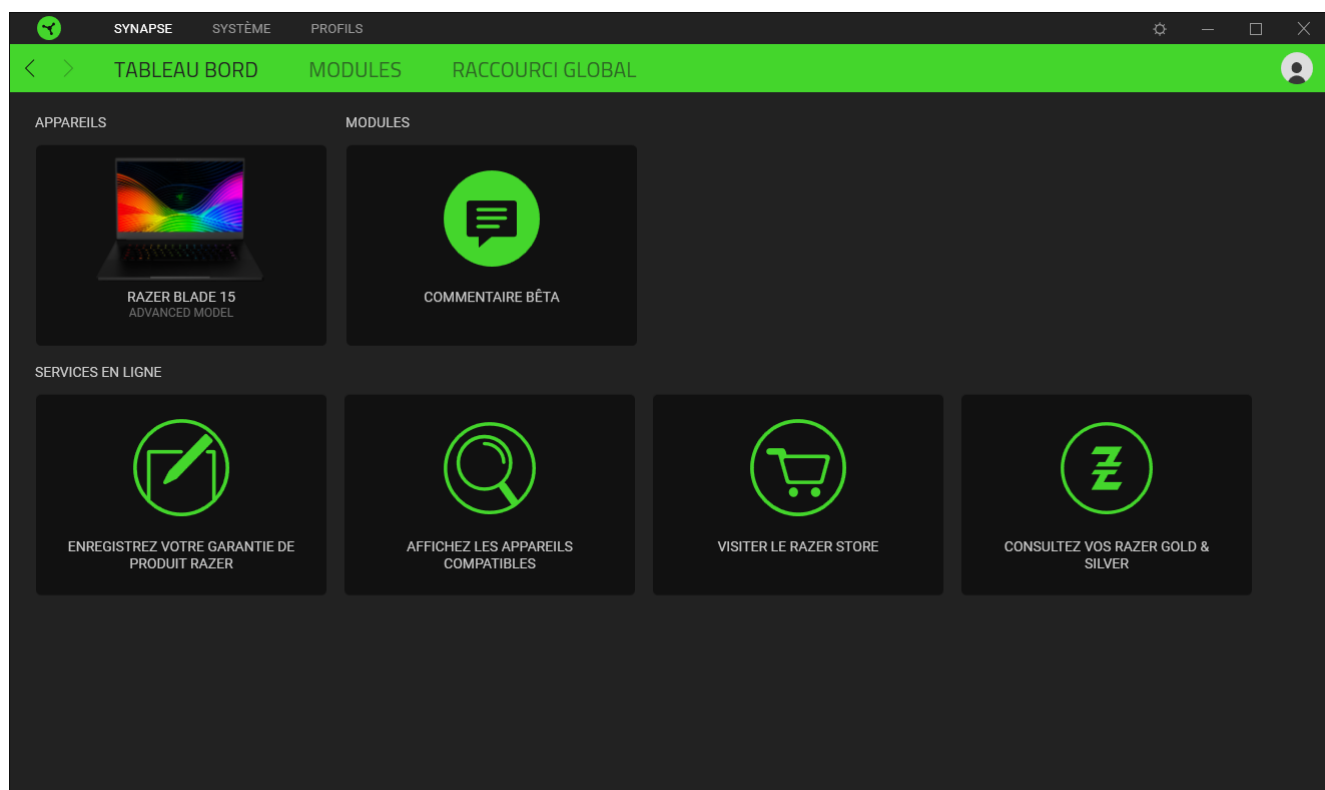 SYNAPSE SYSTÈME PROFILS
TABLEAU BORD MODULES RACCOURCI GLOBAL
APPAREILS
MODULES
RAZER BLADE 15
ADVANCED MODEL
COMMENTAIRE BÊTA
SERVICES EN LIGNE
ENREGISTREZ VOTRE GARANTIE DE
PRODUIT RAZER
AFFICHEZ LES APPAREILS
COMPATIBLES
VISITER LE RAZER STORE
CONSULTEZ VOS RAZER GOLD &
SILVER